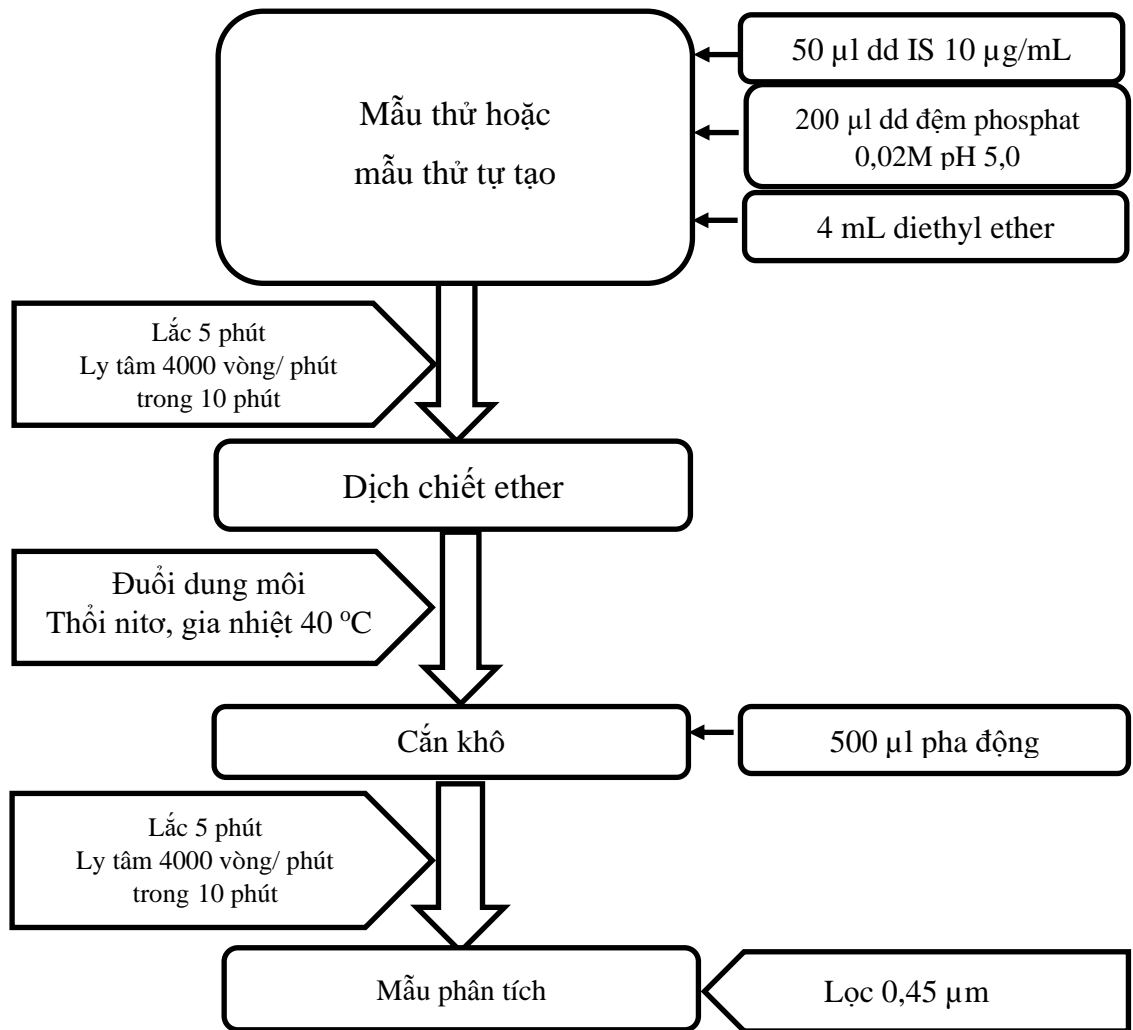 Mẫu thử hoặc
mẫu thử tự tạo
50 µl dd IS 10 µg/mL
200 µl dd đệm phosphat
0,02M pH 5,0
4 mL diethyl ether
Lắc 5 phút
Ly tâm 4000 vòng/ phút
trong 10 phút
Dịch chiết ether
Đuổi dung môi
Thổi nitơ, gia nhiệt 40 ºC
Cắn khô
500 µl pha động
Lắc 5 phút
Ly tâm 4000 vòng/ phút
trong 10 phút
Mẫu phân tích
Lọc 0,45 µm